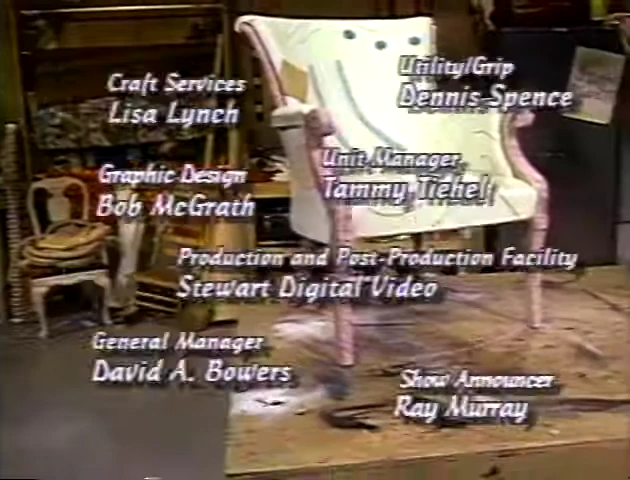 Craft Services
Lisa Lynch
Utility/Grip
Dennis Spence
Graphic Design
Bob McGrath
Unit Manager
Tammy Tiehel
Production and Post-Production Facility
Stewart Digital Video
General Manager
David A. Bowers
Show Announcer
Ray Murray